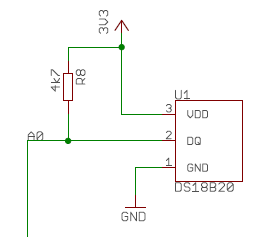 3V3
4k7
R8
U1
3
VDD
A0
2
DQ
1
GND
DS18B20
GND